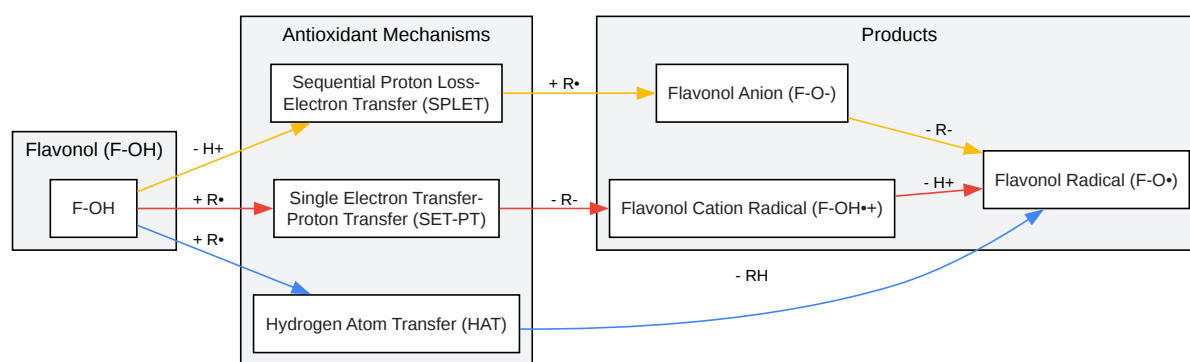 Antioxidant Mechanisms
Products
Sequential Proton Loss-
Electron Transfer (SPLET)
+ R•
Flavonol Anion (F-O-)
Flavonol (F-OH)
- H+
- R-
F-OH
+ R•
Single Electron Transfer-
Proton Transfer (SET-PT)
- R-
Flavonol Cation Radical (F-OH•+)
- H+
Flavonol Radical (F-O•)
+ R•
- RH
Hydrogen Atom Transfer (HAT)